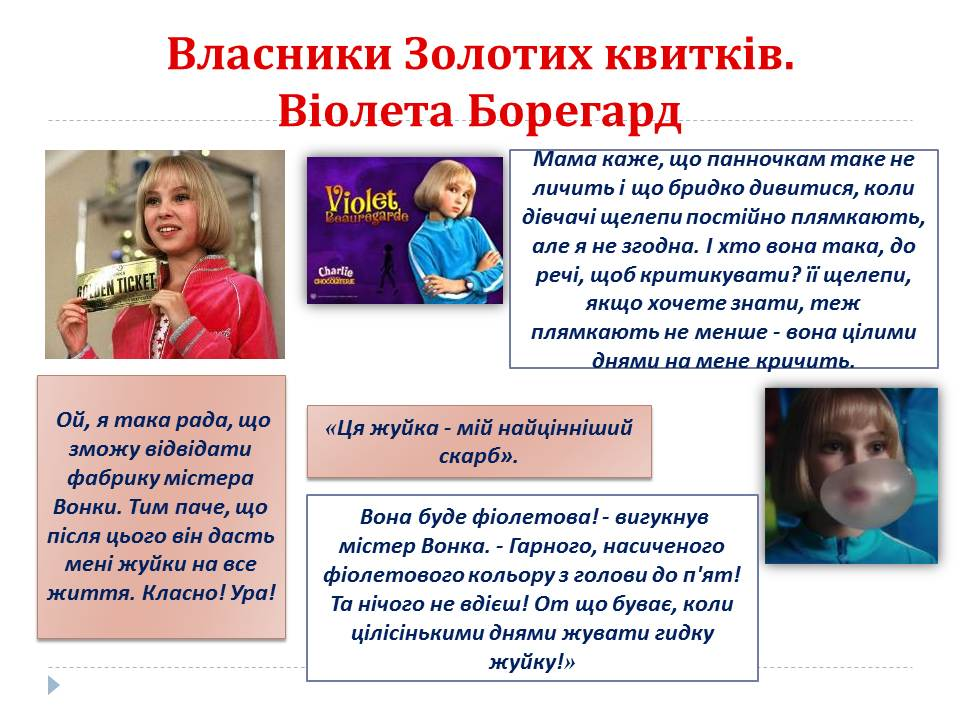 Власники Золотих квитків.
Віолета Борегард
GOLDEN TICKET
Violet
Beauregarde
Charlie
CHOCOLATE
Мама каже, що панночкам таке не
личить і що бридко дивитися, коли
дівчачі щелепи постійно плямкають,
але я не згодна. І хто вона така, до
речі, щоб критикувати? її щелепи,
якщо хочете знати, теж
плямкають не менше - вона цілими
днями на мене кричить.
Ой, я така рада, що
зможу відвідати
фабрику містера
Вонки. Тим паче, що
після цього він дасть
мені жуйки на все
життя. Класно! Ура!
«Ця жуйка - мій найцінніший
скарб».
Вона буде фіолетова! - вигукнув
містер Вонка. - Гарного, насиченого
фіолетового кольору з голови до п'ят!
Та нічого не вдієш! От що буває, коли
цілісінькими днями жувати гидку
жуйку!»